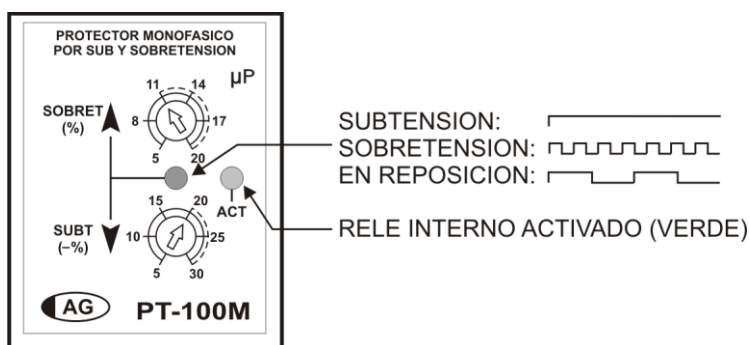 PROTECTOR MONOFASICO
POR SUB Y SOBRETENSION
µP
11 14
8 17
5 20
SOBRET
(%)
ACT
15 20
10 25
5 30
SUBT
(–%)
AG PT-100M
SUBTENSION:
SOBRETENSION:
EN REPOSICION:
RELE INTERNO ACTIVADO (VERDE)